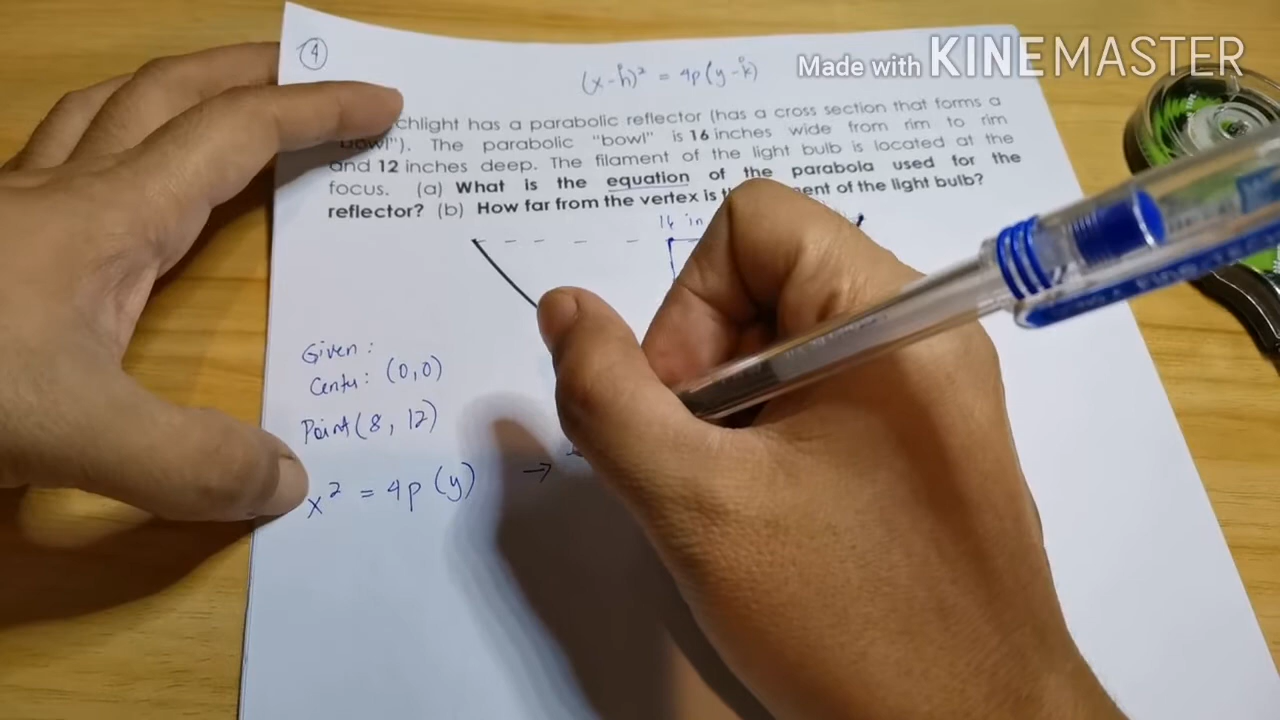 4
Made with KINEMASTER
(x-h)² = 4p(y-k)
chlight has a parabolic reflector (has a cross section that forms a
"bowl"). The parabolic "bowl" is 16 inches wide from rim to rim
and 12 inches deep. The filament of the light bulb is located at the
focus. (a) What is the equation of the parabola used for the
reflector? (b) How far from the vertex is ent of the light bulb?
16 in
Given:
Center: (0,0)
Point (8, 12)
x² = 4p (y) →